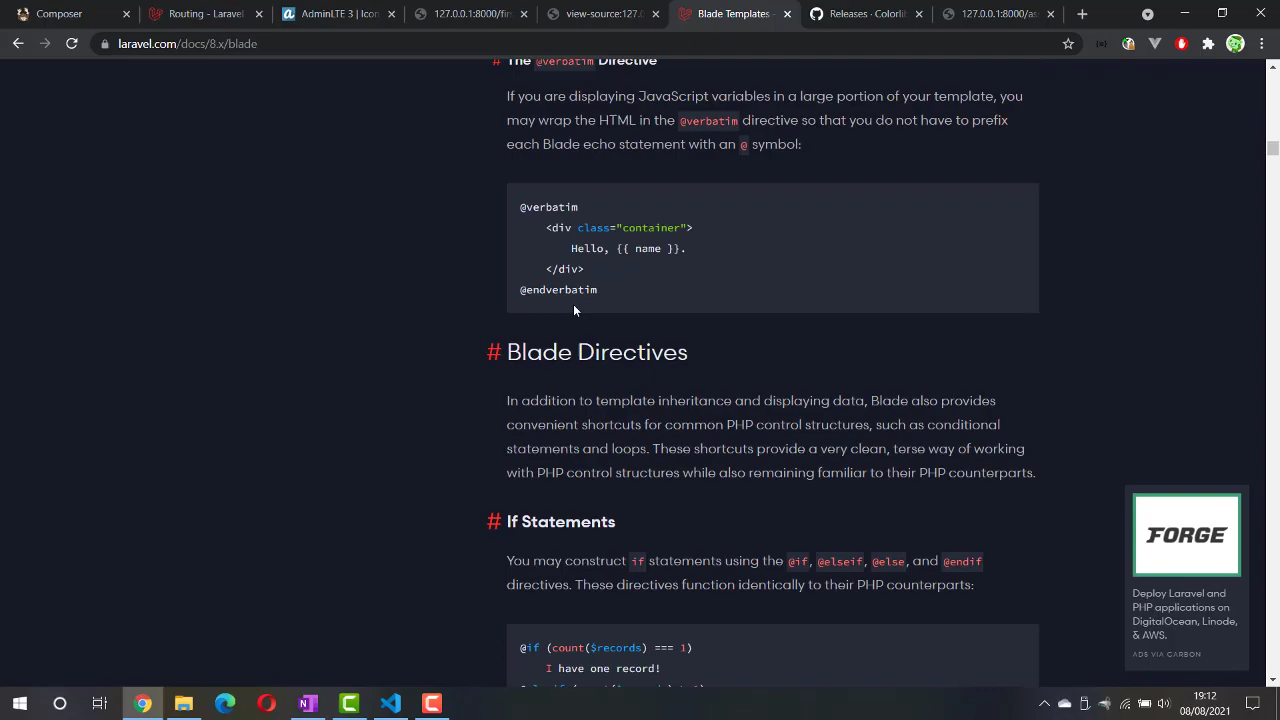 Composer
Routing - Laravel
AdminLTE 3 | Icon
127.0.0.1:8000/fir
view-source:127.0
Blade Templates -
Releases · Colorlib
127.0.0.1:8000/ass
laravel.com/docs/8.x/blade
# The @verbatim Directive
If you are displaying JavaScript variables in a large portion of your template, you
may wrap the HTML in the @verbatim directive so that you do not have to prefix
each Blade echo statement with an @ symbol:
@verbatim
<div class="container">
Hello, {{ name }}.
</div>
@endverbatim
# Blade Directives
In addition to template inheritance and displaying data, Blade also provides
convenient shortcuts for common PHP control structures, such as conditional
statements and loops. These shortcuts provide a very clean, terse way of working
with PHP control structures while also remaining familiar to their PHP counterparts.
# If Statements
You may construct if statements using the @if, @elseif, @else, and @endif
directives. These directives function identically to their PHP counterparts:
@if (count($records) === 1)
I have one record!
FORGE
Deploy Laravel and
PHP applications on
DigitalOcean, Linode,
& AWS.
ADS VIA CARBON
19:12
08/08/2021